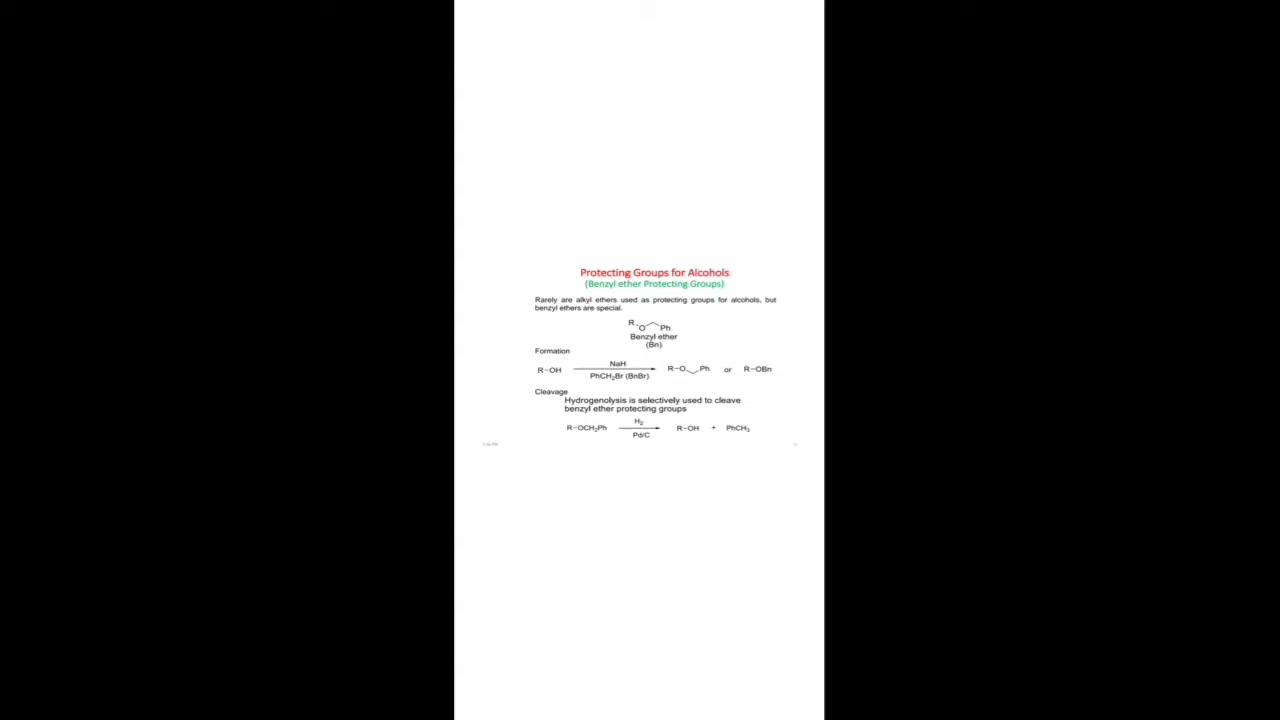 Protecting Groups for Alcohols
(Benzyl ether Protecting Groups)
Rarely are alkyl ethers used as protecting groups for alcohols, but
benzyl ethers are special.
R
O
Ph
Benzyl ether
(Bn)
Formation
NaH
R-OH
R-O
Ph
or
R-OBn
PhCH2Br (BnBr)
Cleavage
Hydrogenolysis is selectively used to cleave
benzyl ether protecting groups
H2
R-OCH2Ph
R-OH + PhCH3
Pd/C